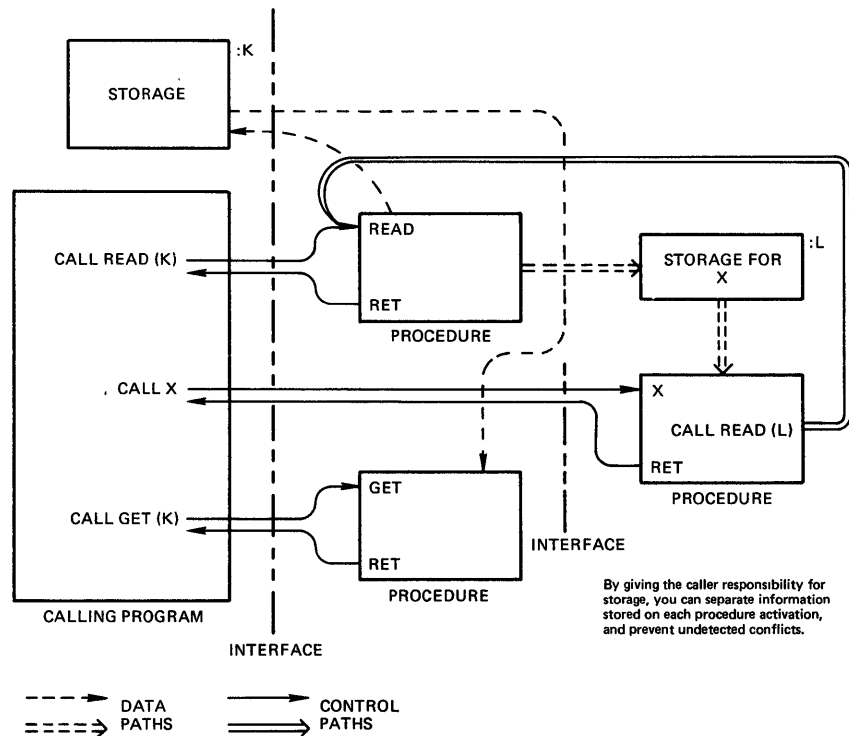 :K
STORAGE
CALL READ (K)
READ
RET
PROCEDURE
STORAGE FOR
X
:L
CALL X
X
CALL READ (L)
RET
PROCEDURE
CALL GET (K)
GET
RET
PROCEDURE
INTERFACE
CALLING PROGRAM
INTERFACE
By giving the caller responsibility for
storage, you can separate information
stored on each procedure activation,
and prevent undetected conflicts.
DATA
PATHS
CONTROL
PATHS